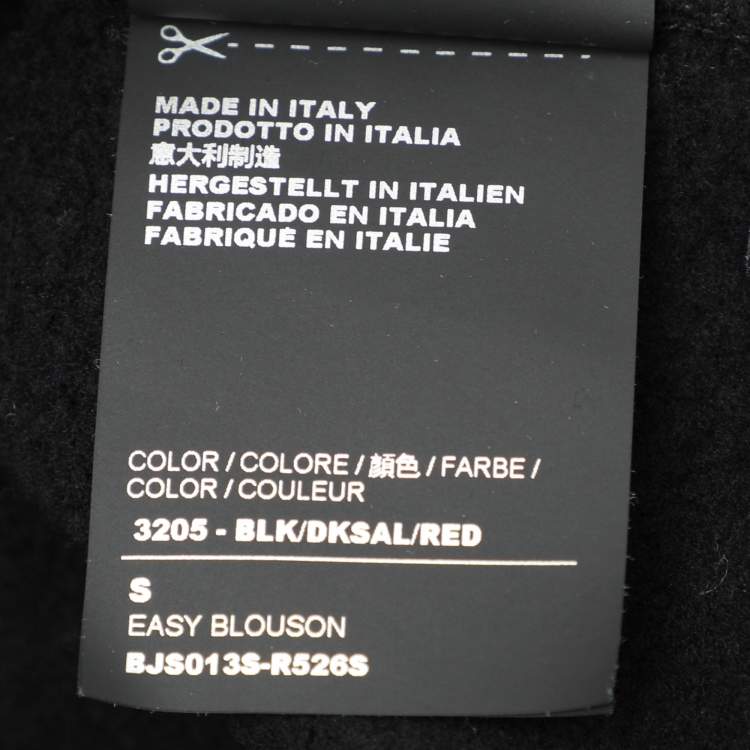 MADE IN ITALY
PRODOTTO IN ITALIA
意大利制造
HERGESTELLT IN ITALIEN
FABRICADO EN ITALIA
FABRIQUÉ EN ITALIE
COLOR / COLORE / 顏色 / FARBE /
COLOR / COULEUR
3205 - BLK/DKSAL/RED
S
EASY BLOUSON
BJS013S-R526S